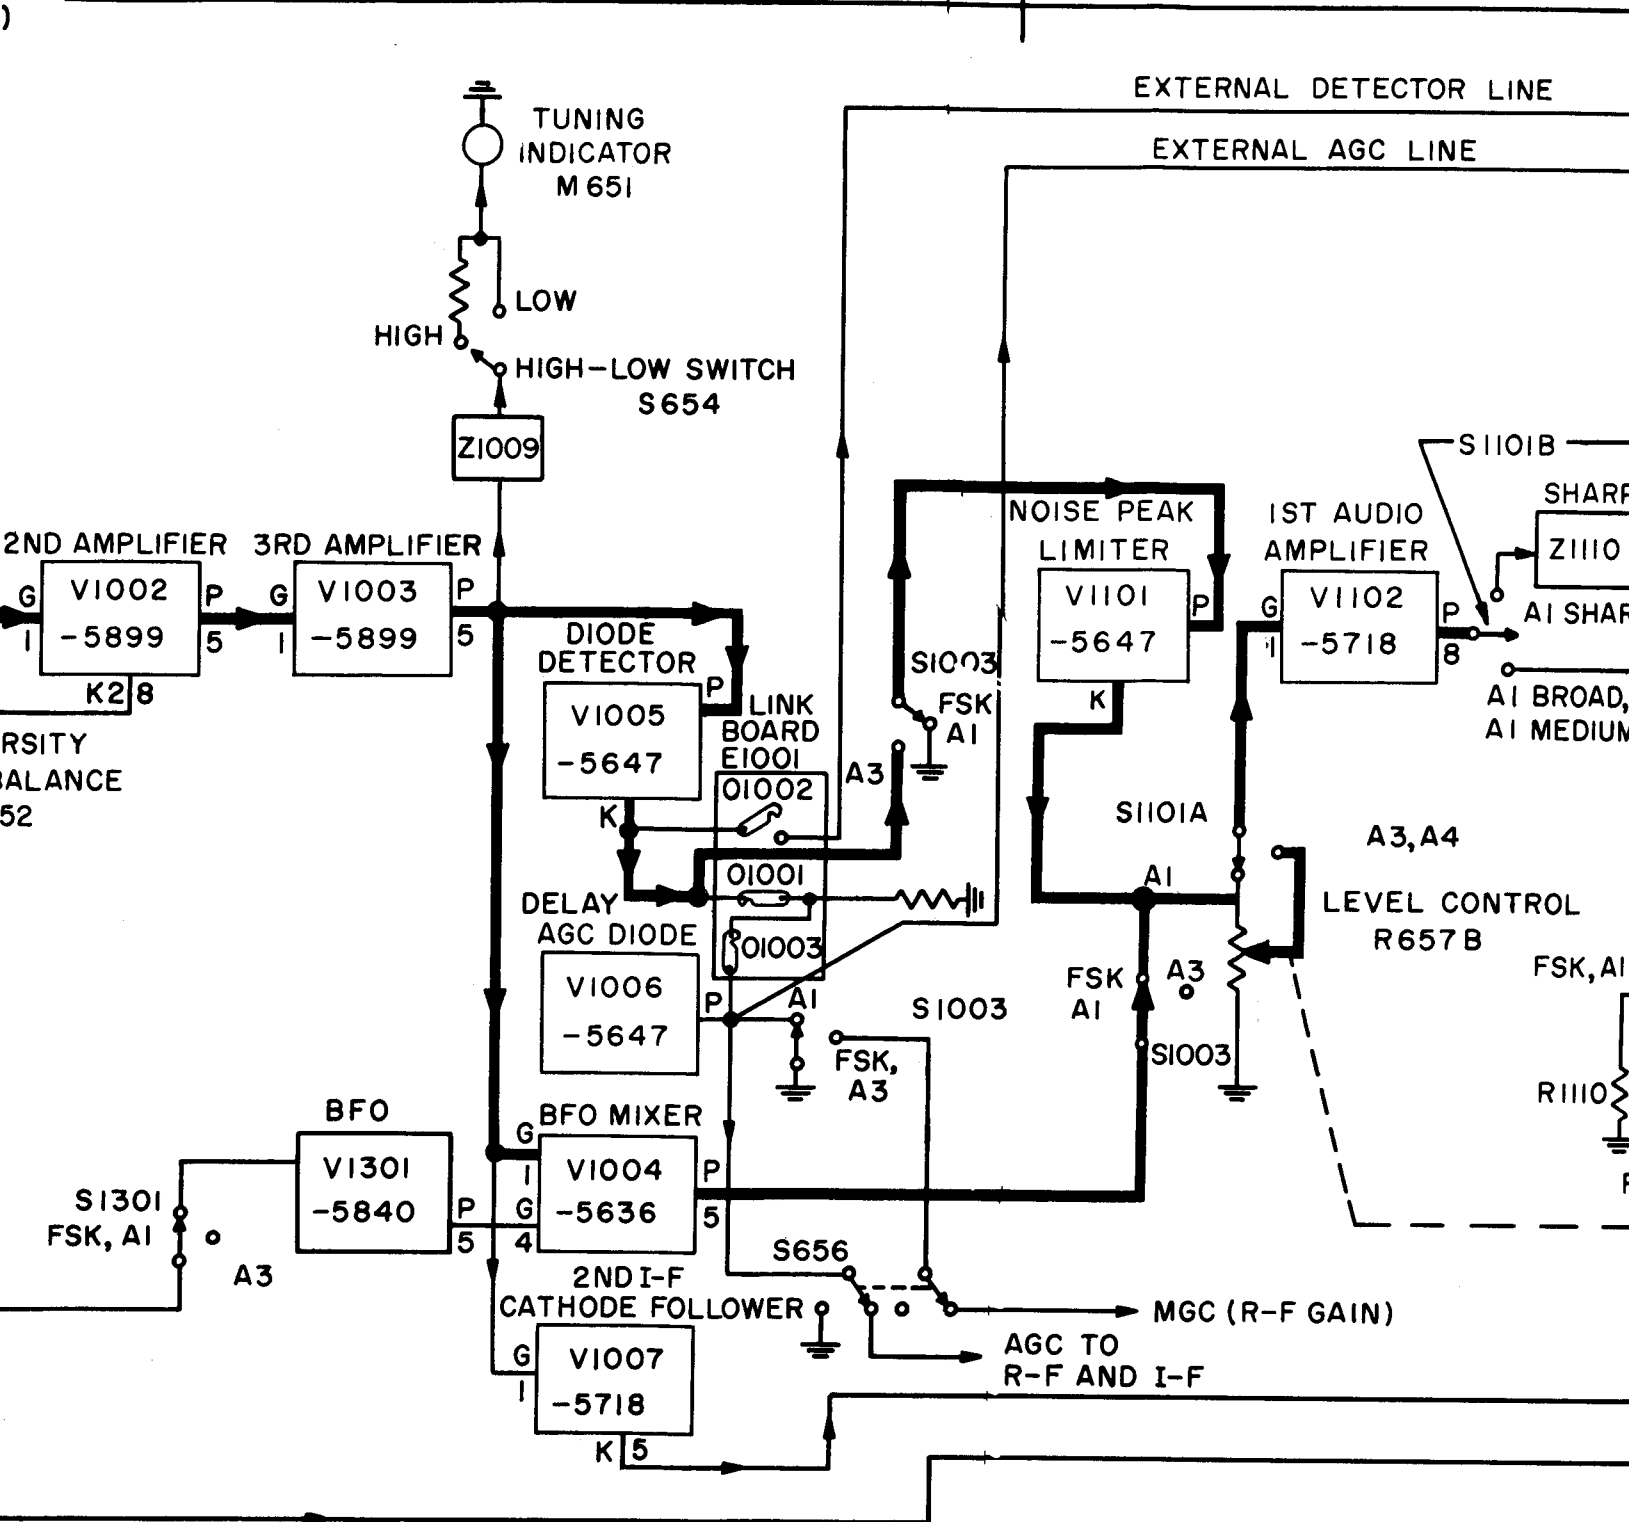 )
EXTERNAL DETECTOR LINE
EXTERNAL AGC LINE
TUNING
INDICATOR
M651
LOW
HIGH
HIGH-LOW SWITCH
S654
Z1009
S1101B
SHARP
Z1110
A1 SHAR
A1 BROAD,
A1 MEDIUM
2ND AMPLIFIER
G
1
V1002
-5899
P
5
K2 8
3RD AMPLIFIER
G
1
V1003
-5899
P
5
RSITY
BALANCE
52
DIODE
DETECTOR
V1005
-5647
P
K
LINK
BOARD
E1001
O1002
O1001
O1003
S1003
FSK
A1
A3
NOISE PEAK
LIMITER
V1101
-5647
P
K
1ST AUDIO
AMPLIFIER
G
1
V1102
-5718
P
8
S1101A
A1
A3, A4
LEVEL CONTROL
R657B
DELAY
AGC DIODE
V1006
-5647
P
A1
S1003
FSK,
A3
FSK
A1
A3
S1003
FSK, A1
R1110
BFO
V1301
-5840
P
5
S1301
FSK, A1
A3
BFO MIXER
G
1
G
4
V1004
-5636
P
5
S656
MGC (R-F GAIN)
AGC TO
R-F AND I-F
2ND I-F
CATHODE FOLLOWER
G
1
V1007
-5718
K 5